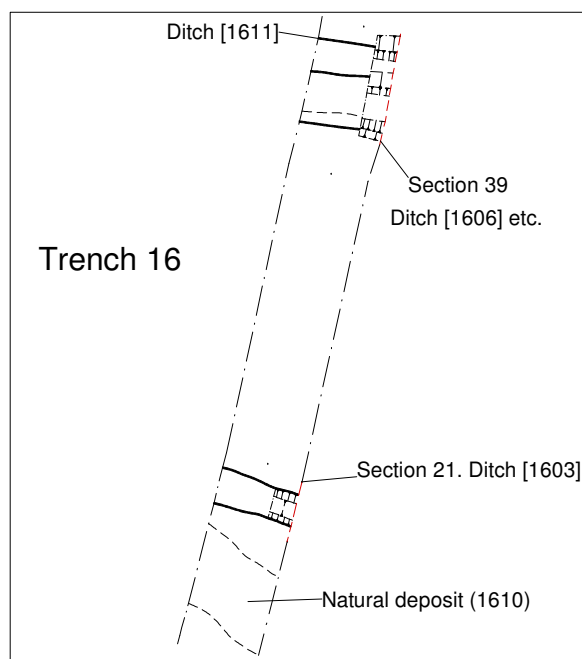 Ditch [1611]
Section 39
Ditch [1606] etc.
Trench 16
Section 21. Ditch [1603]
Natural deposit (1610)